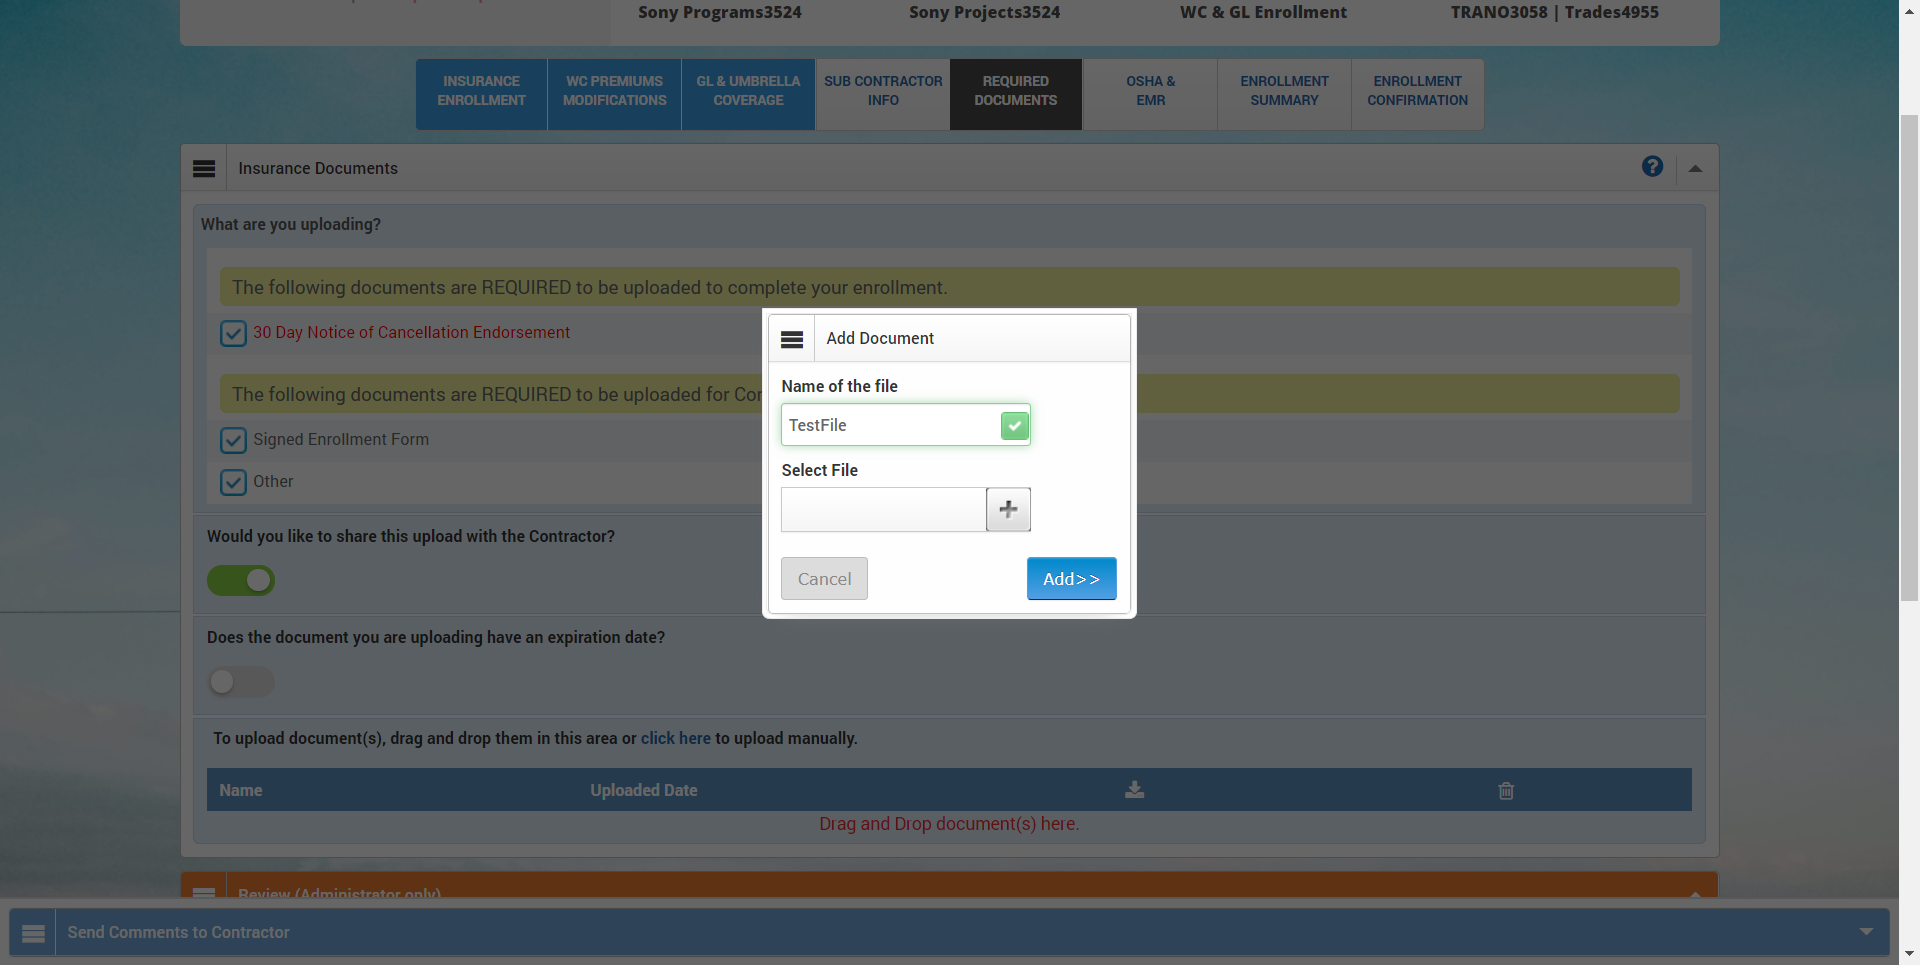 Sony Programs3524 Sony Projects3524 WC & GL Enrollment TRANO3058 | Trades4955
INSURANCE ENROLLMENT
WC PREMIUMS MODIFICATIONS
GL & UMBRELLA COVERAGE
SUB CONTRACTOR INFO
REQUIRED DOCUMENTS
OSHA & EMR
ENROLLMENT SUMMARY
ENROLLMENT CONFIRMATION
Insurance Documents
What are you uploading?
The following documents are REQUIRED to be uploaded to complete your enrollment.
30 Day Notice of Cancellation Endorsement
The following documents are REQUIRED to be uploaded for
Signed Enrollment Form
Other
Would you like to share this upload with the Contractor?
Does the document you are uploading have an expiration date?
To upload document(s), drag and drop them in this area or click here to upload manually.
Name Uploaded Date
Drag and Drop document(s) here.
Review (Administrator only)
Send Comments to Contractor
Add Document
Name of the file
TestFile
Select File
Cancel Add>>